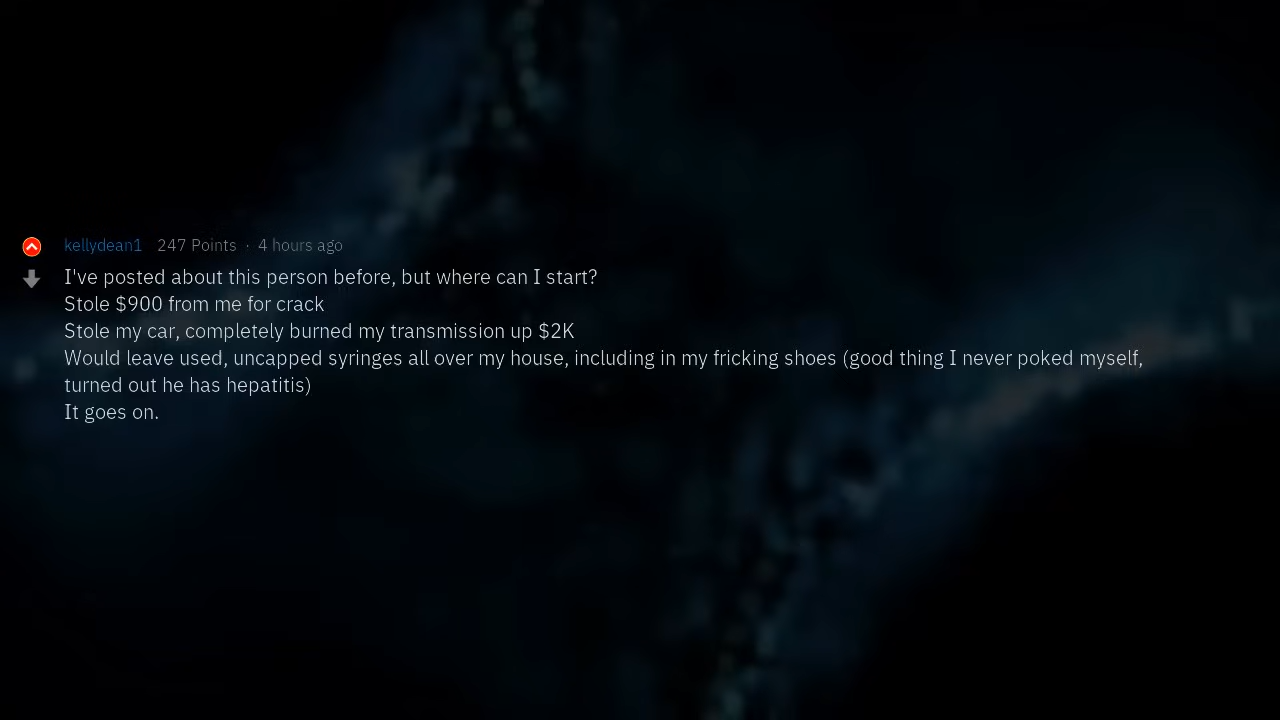 kellydean1 247 Points · 4 hours ago
I've posted about this person before, but where can I start?
Stole $900 from me for crack
Stole my car, completely burned my transmission up $2K
Would leave used, uncapped syringes all over my house, including in my fricking shoes (good thing I never poked myself,
turned out he has hepatitis)
It goes on.